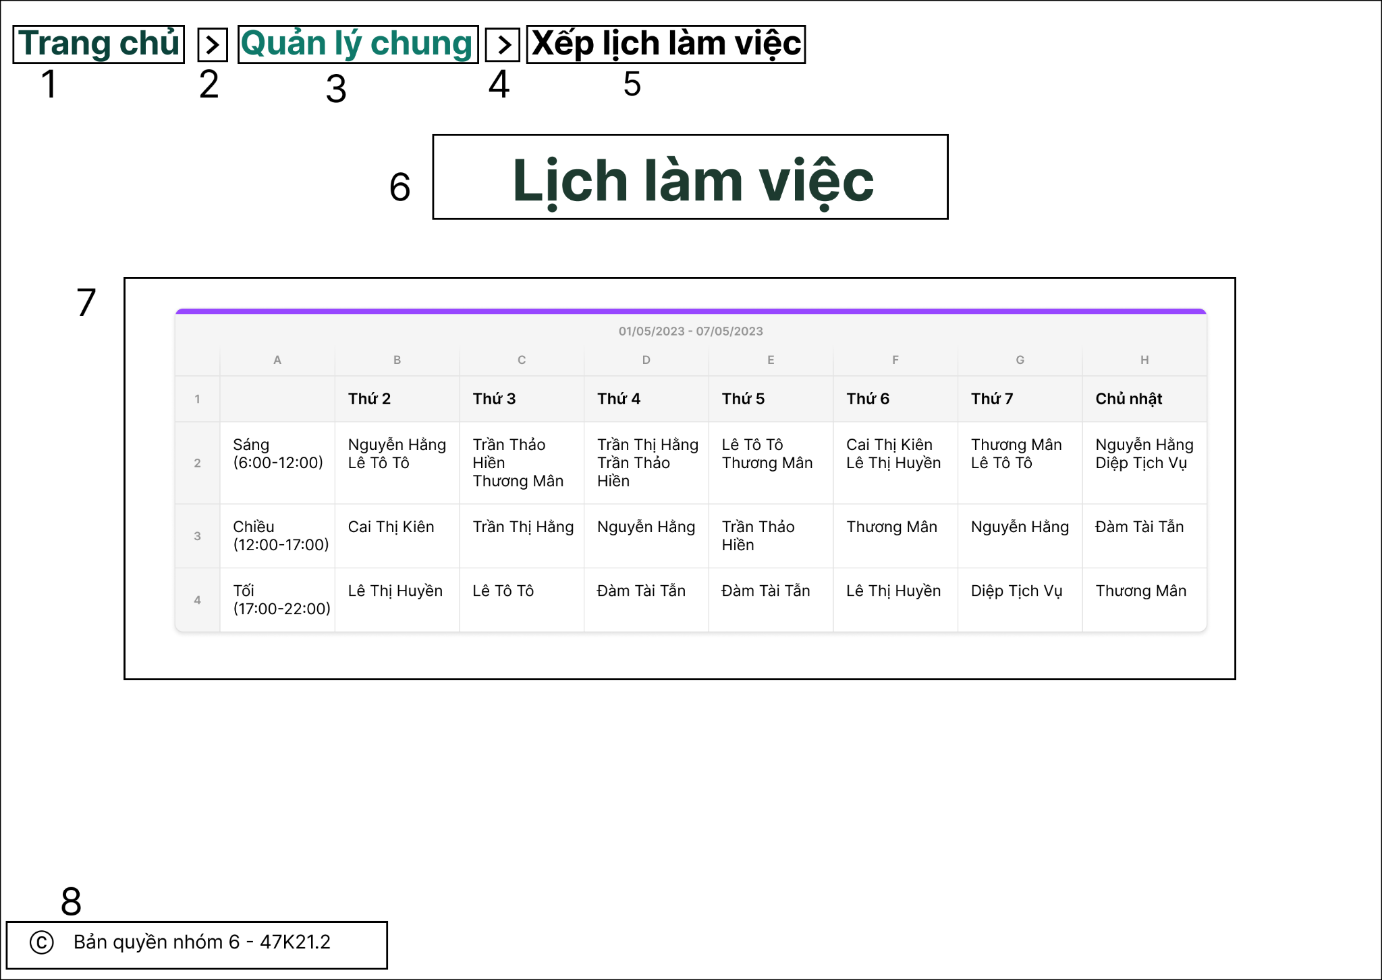 Trang chủ > Quản lý chung > Xếp lịch làm việc
1 2 3 4 5
6 Lịch làm việc
7
01/05/2023 - 07/05/2023
A B C D E F G H
1 Thứ 2 Thứ 3 Thứ 4 Thứ 5 Thứ 6 Thứ 7 Chủ nhật
2
Sáng
(6:00-12:00)
Nguyễn Hằng
Lê Tô Tô
Trần Thảo
Hiền
Thương Mân
Trần Thị Hằng
Trần Thảo
Hiền
Lê Tô Tô
Thương Mân
Cai Thị Kiên
Lê Thị Huyền
Thương Mân
Lê Tô Tô
Nguyễn Hằng
Diệp Tịch Vụ
3
Chiều
(12:00-17:00)
Cai Thị Kiên
Trần Thị Hằng
Nguyễn Hằng
Trần Thảo
Hiền
Thương Mân
Nguyễn Hằng
Đàm Tài Tẫn
4
Tối
(17:00-22:00)
Lê Thị Huyền
Lê Tô Tô
Đàm Tài Tẫn
Đàm Tài Tẫn
Lê Thị Huyền
Diệp Tịch Vụ
Thương Mân
8
© Bản quyền nhóm 6 - 47K21.2